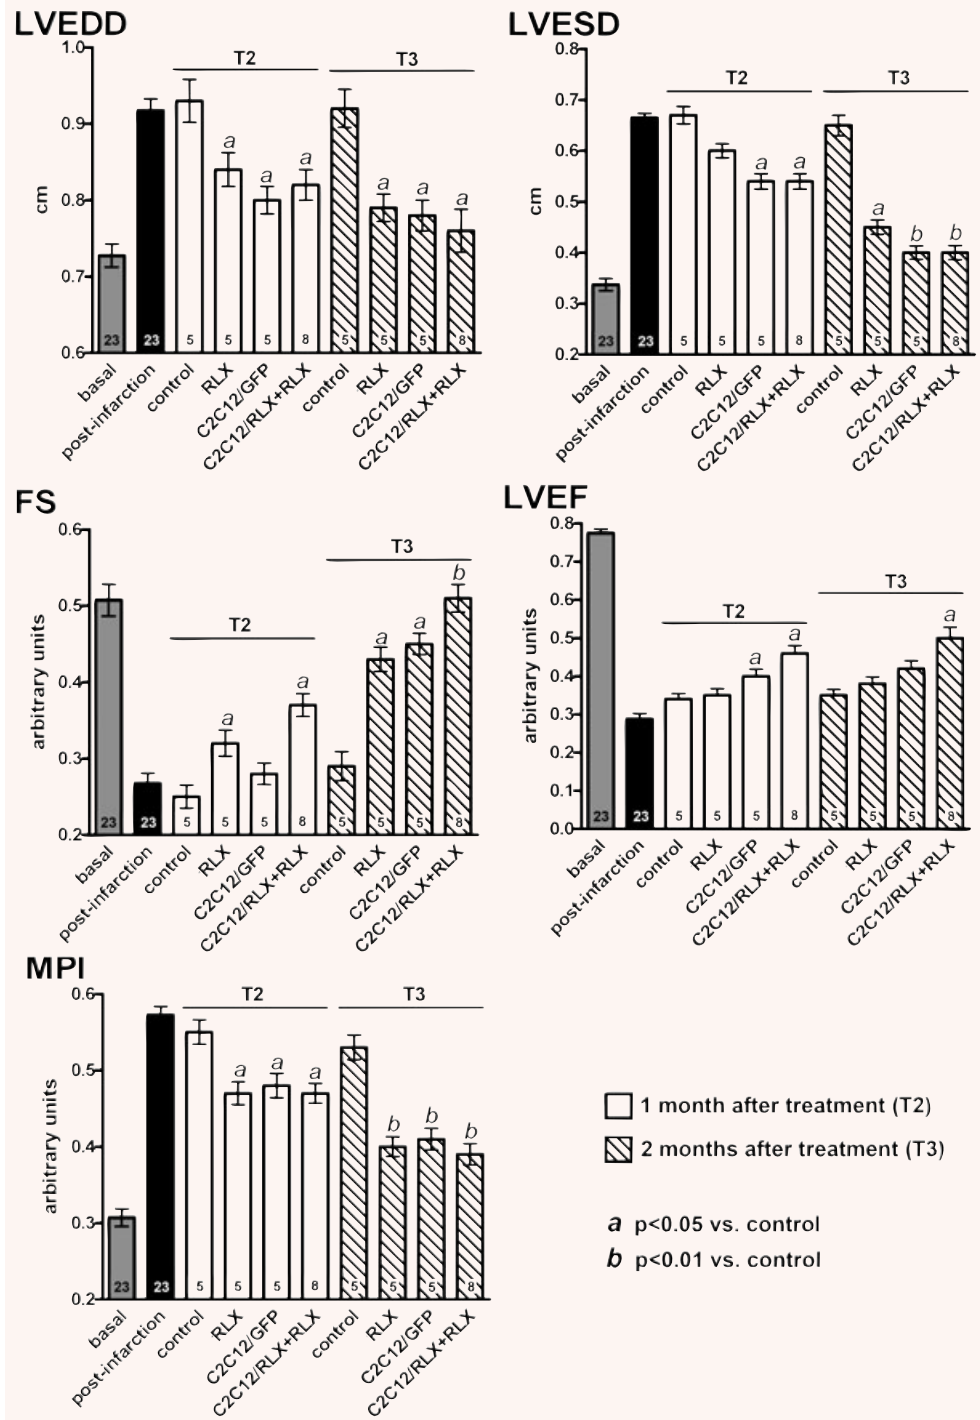 LVEDD
1.0
0.9
0.8
0.7
0.6
cm
T2
T3
a
a
a
a
a
a
23
23
5
5
5
8
5
5
5
8
basal
post-infarction
control
RLX
C2C12/GFP
C2C12/RLX+RLX
control
RLX
C2C12/GFP
C2C12/RLX+RLX
LVESD
0.8
0.7
0.6
0.5
0.4
0.3
0.2
cm
T2
T3
a
a
a
b
b
23
23
5
5
5
8
5
5
5
8
basal
post-infarction
control
RLX
C2C12/GFP
C2C12/RLX+RLX
control
RLX
C2C12/GFP
C2C12/RLX+RLX
FS
0.6
0.5
0.4
0.3
0.2
arbitrary units
T2
T3
a
a
a
a
b
23
23
5
5
5
8
5
5
5
8
basal
post-infarction
control
RLX
C2C12/GFP
C2C12/RLX+RLX
control
RLX
C2C12/GFP
C2C12/RLX+RLX
LVEF
0.8
0.7
0.6
0.5
0.4
0.3
0.2
0.1
0.0
arbitrary units
T2
T3
a
a
a
23
23
5
5
5
8
5
5
5
8
basal
post-infarction
control
RLX
C2C12/GFP
C2C12/RLX+RLX
control
RLX
C2C12/GFP
C2C12/RLX+RLX
MPI
0.6
0.5
0.4
0.3
0.2
arbitrary units
T2
T3
a
a
a
b
b
b
23
23
5
5
5
8
5
5
5
8
basal
post-infarction
control
RLX
C2C12/GFP
C2C12/RLX+RLX
control
RLX
C2C12/GFP
C2C12/RLX+RLX
1 month after treatment (T2)
2 months after treatment (T3)
a p<0.05 vs. control
b p<0.01 vs. control